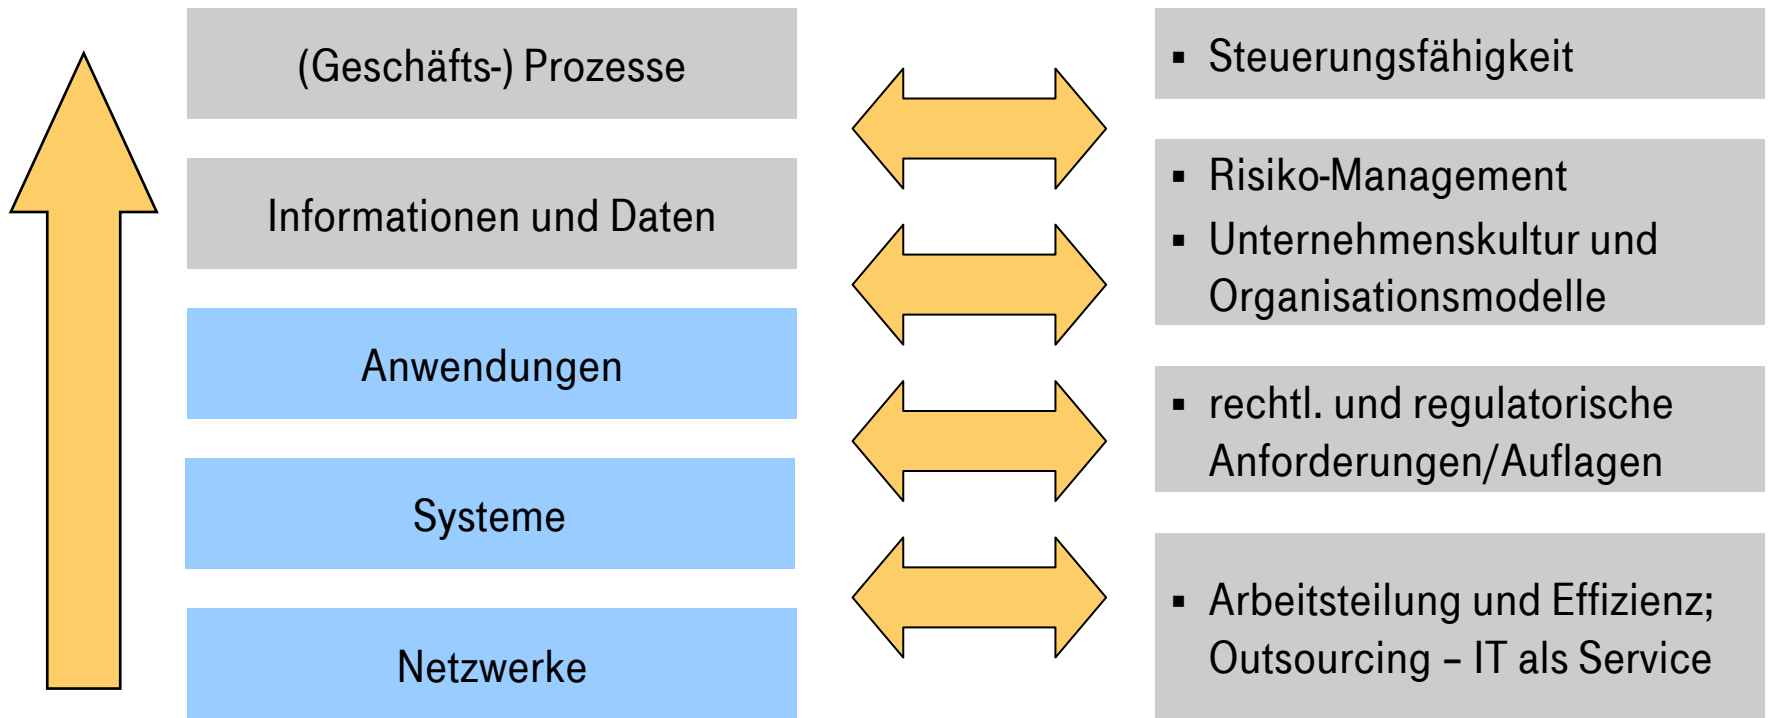 (Geschäfts-) Prozesse
Informationen und Daten
Anwendungen
Systeme
Netzwerke
▪ Steuerungsfähigkeit
▪ Risiko-Management
▪ Unternehmenskultur und
Organisationsmodelle
▪ rechtl. und regulatorische
Anforderungen/Auflagen
▪ Arbeitsteilung und Effizienz;
Outsourcing – IT als Service